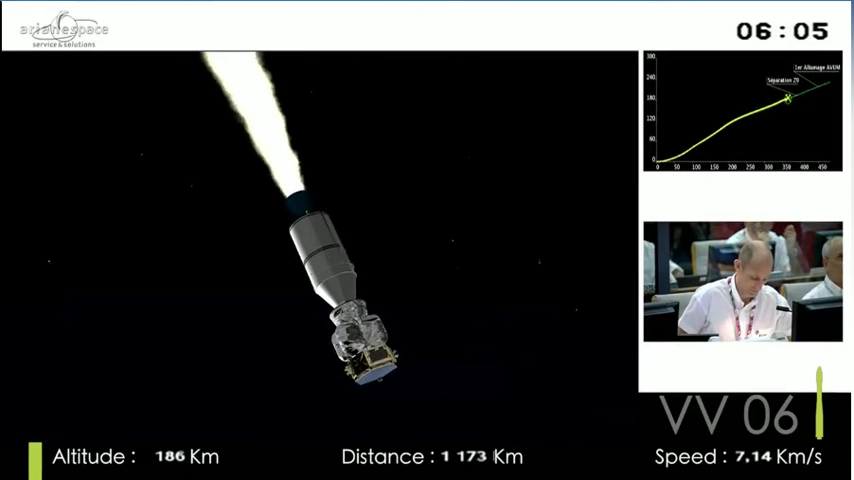 arianespace
service & solutions
06:05
300
240
180
120
60
0
0 50 100 150 200 250 300 350 400 450
1er Allumage AVUM
Séparation Z9
VV 06
Altitude : 186 Km
Distance : 1 173 Km
Speed : 7,14 Km/s